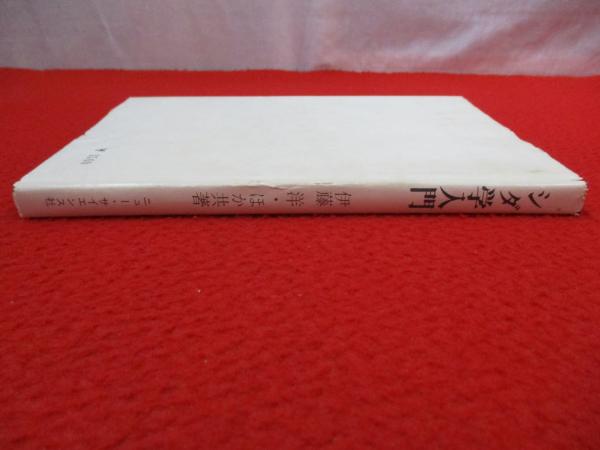 シダ学入門
伊藤 洋・ほか共著
ニュー・サイエンス社